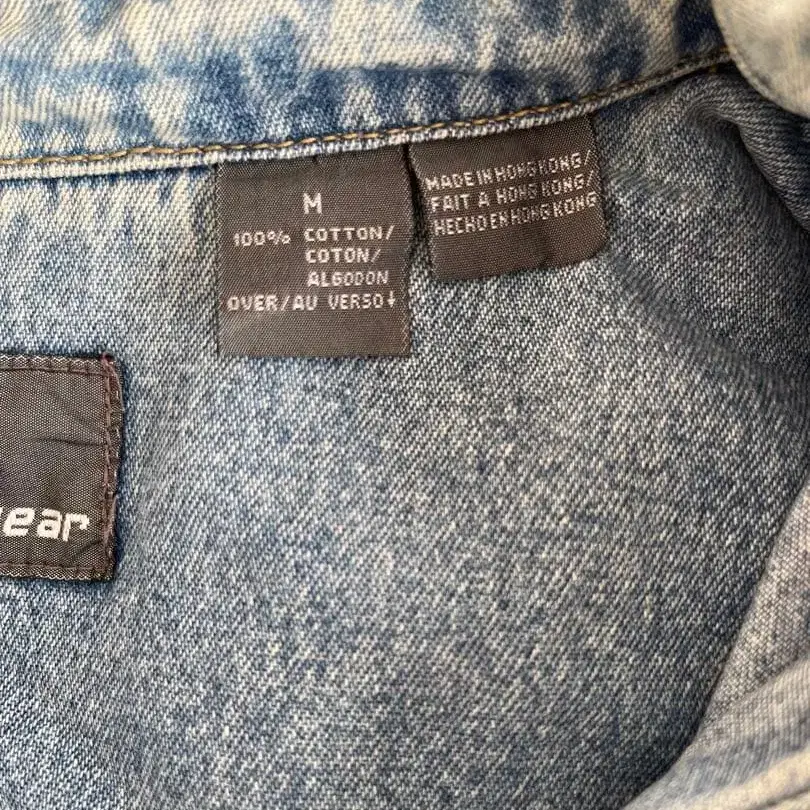 M
100% COTTON/
COTON/
ALGODON
OVER/AU VERSO↓
MADE IN HONG KONG/
FAIT A HONG KONG/
HECHO EN HONG KONG
ear